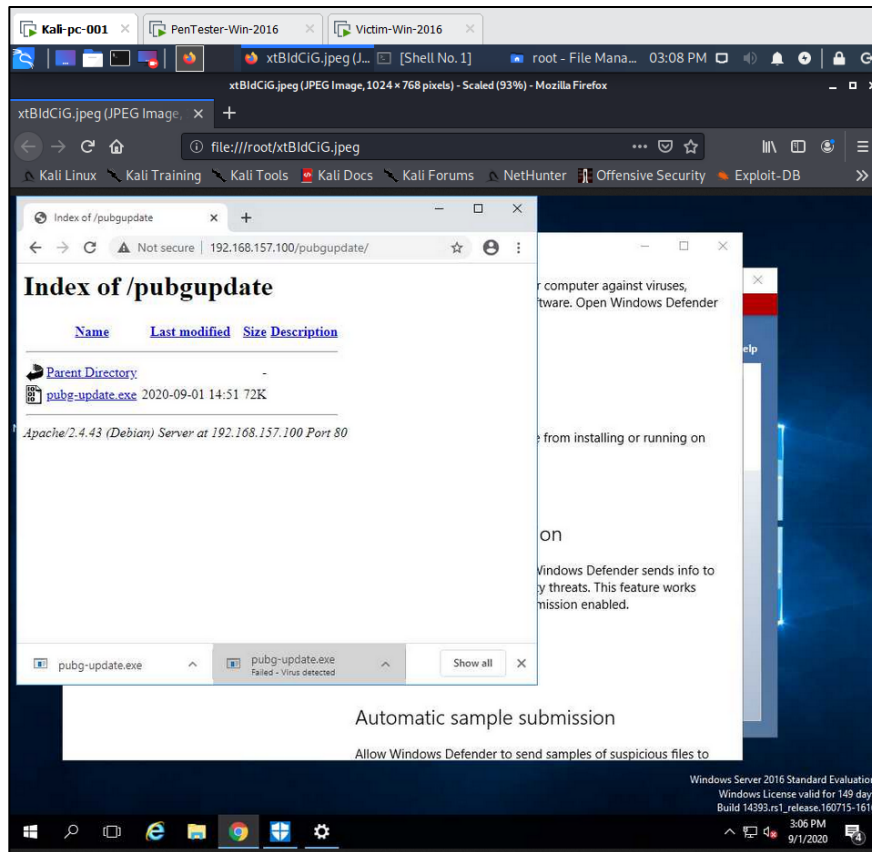 Kali-pc-001
PenTester-Win-2016
Victim-Win-2016
xtBIdCiG.jpeg (J...
[Shell No. 1]
root - File Mana...
03:08 PM
xtBIdCiG.jpeg (JPEG Image, 1024 × 768 pixels) - Scaled (93%) - Mozilla Firefox
xtBIdCiG.jpeg (JPEG Image,
file:///root/xtBIdCiG.jpeg
Kali Linux
Kali Training
Kali Tools
Kali Docs
Kali Forums
NetHunter
Offensive Security
Exploit-DB
Index of /pubgupdate
Not secure
192.168.157.100/pubgupdate/
Index of /pubgupdate
Name Last modified Size Description
Parent Directory -
pubg-update.exe 2020-09-01 14:51 72K
Apache/2.4.43 (Debian) Server at 192.168.157.100 Port 80
computer against viruses,
Open Windows Defender
elp
from installing or running on
on
Windows Defender sends info to
threats. This feature works
enabled.
pubg-update.exe
pubg-update.exe
Failed - Virus detected
Show all
Automatic sample submission
Allow Windows Defender to send samples of suspicious files to
Windows Server 2016 Standard Evaluation
Windows License valid for 149 day
Build 14393.rs1_release.160715-161
3:06 PM
9/1/2020
4